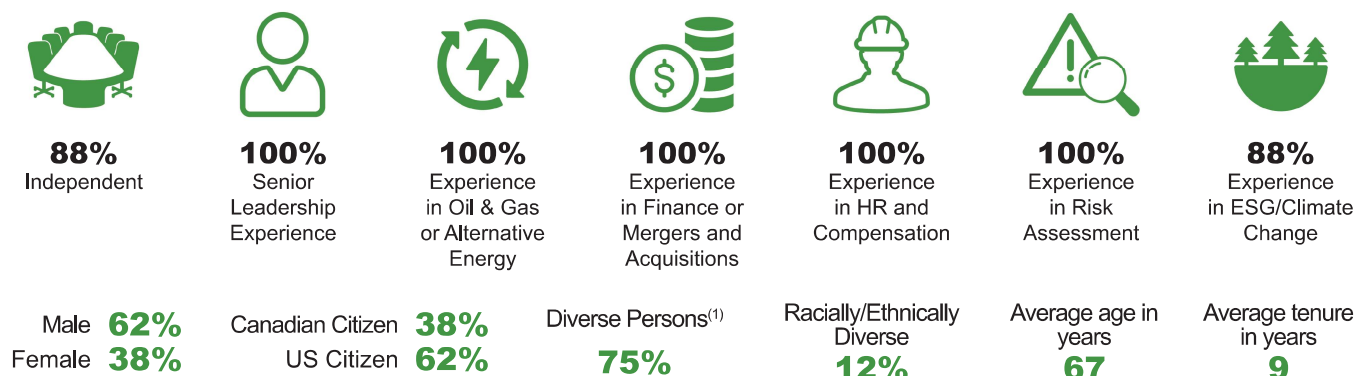 88%
Independent
100%
Senior
Leadership
Experience
100%
Experience
in Oil & Gas
or Alternative
Energy
$
100%
Experience
in Finance or
Mergers and
Acquisitions
100%
Experience
in HR and
Compensation
100%
Experience
in Risk
Assessment
88%
Experience
in ESG/Climate
Change
Male 62%
Female 38%
Canadian Citizen 38%
US Citizen 62%
Diverse Persons(1)
75%
Racially/Ethnically
Diverse
12%
Average age in
years
67
Average tenure
in years
9